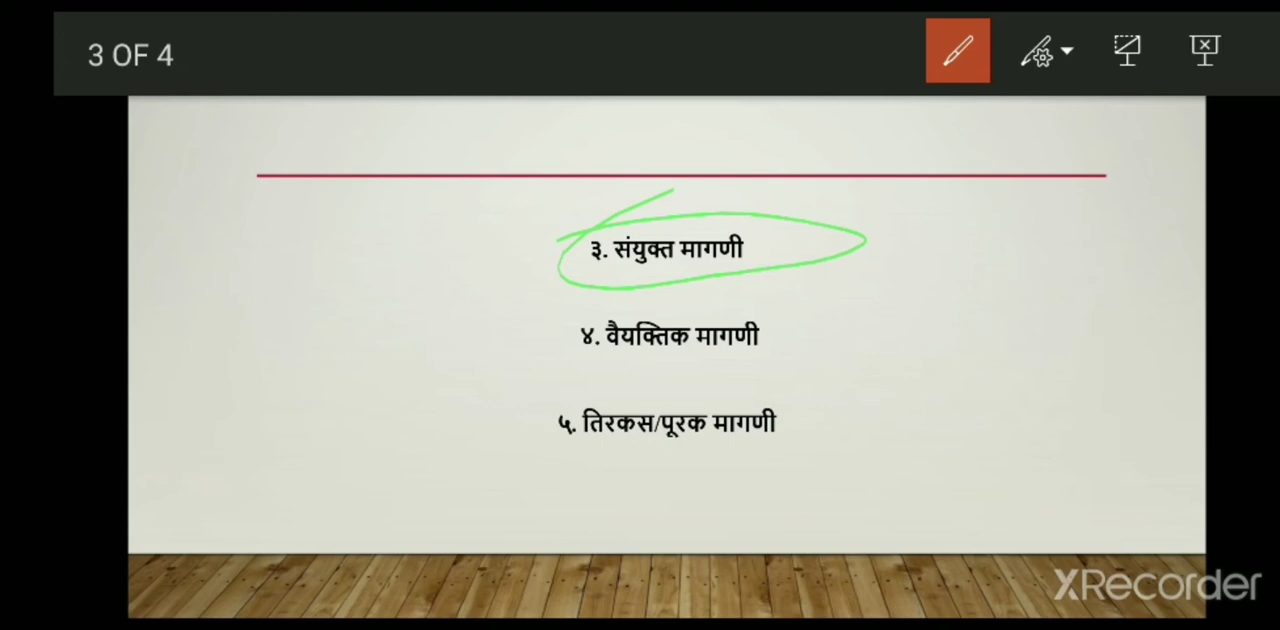 3 OF 4
३. संयुक्त मागणी
४. वैयक्तिक मागणी
५. तिरकस/पूरक मागणी
XRecorder